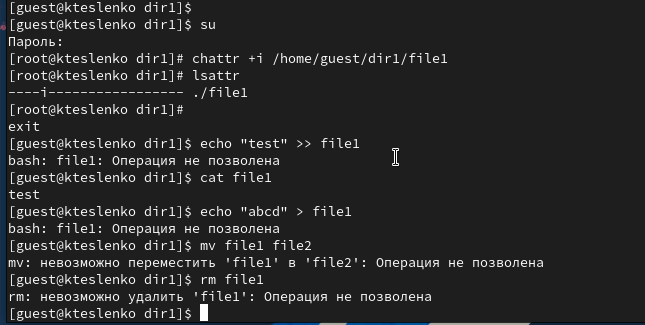 [guest@kteslenko dir1]$
[guest@kteslenko dir1]$ su
Пароль:
[root@kteslenko dir1]# chattr +i /home/guest/dir1/file1
[root@kteslenko dir1]# lsattr
----i----------------- ./file1
[root@kteslenko dir1]#
exit
[guest@kteslenko dir1]$ echo "test" >> file1
bash: file1: Операция не позволена
[guest@kteslenko dir1]$ cat file1
test
[guest@kteslenko dir1]$ echo "abcd" > file1
bash: file1: Операция не позволена
[guest@kteslenko dir1]$ mv file1 file2
mv: невозможно переместить 'file1' в 'file2': Операция не позволена
[guest@kteslenko dir1]$ rm file1
rm: невозможно удалить 'file1': Операция не позволена
[guest@kteslenko dir1]$